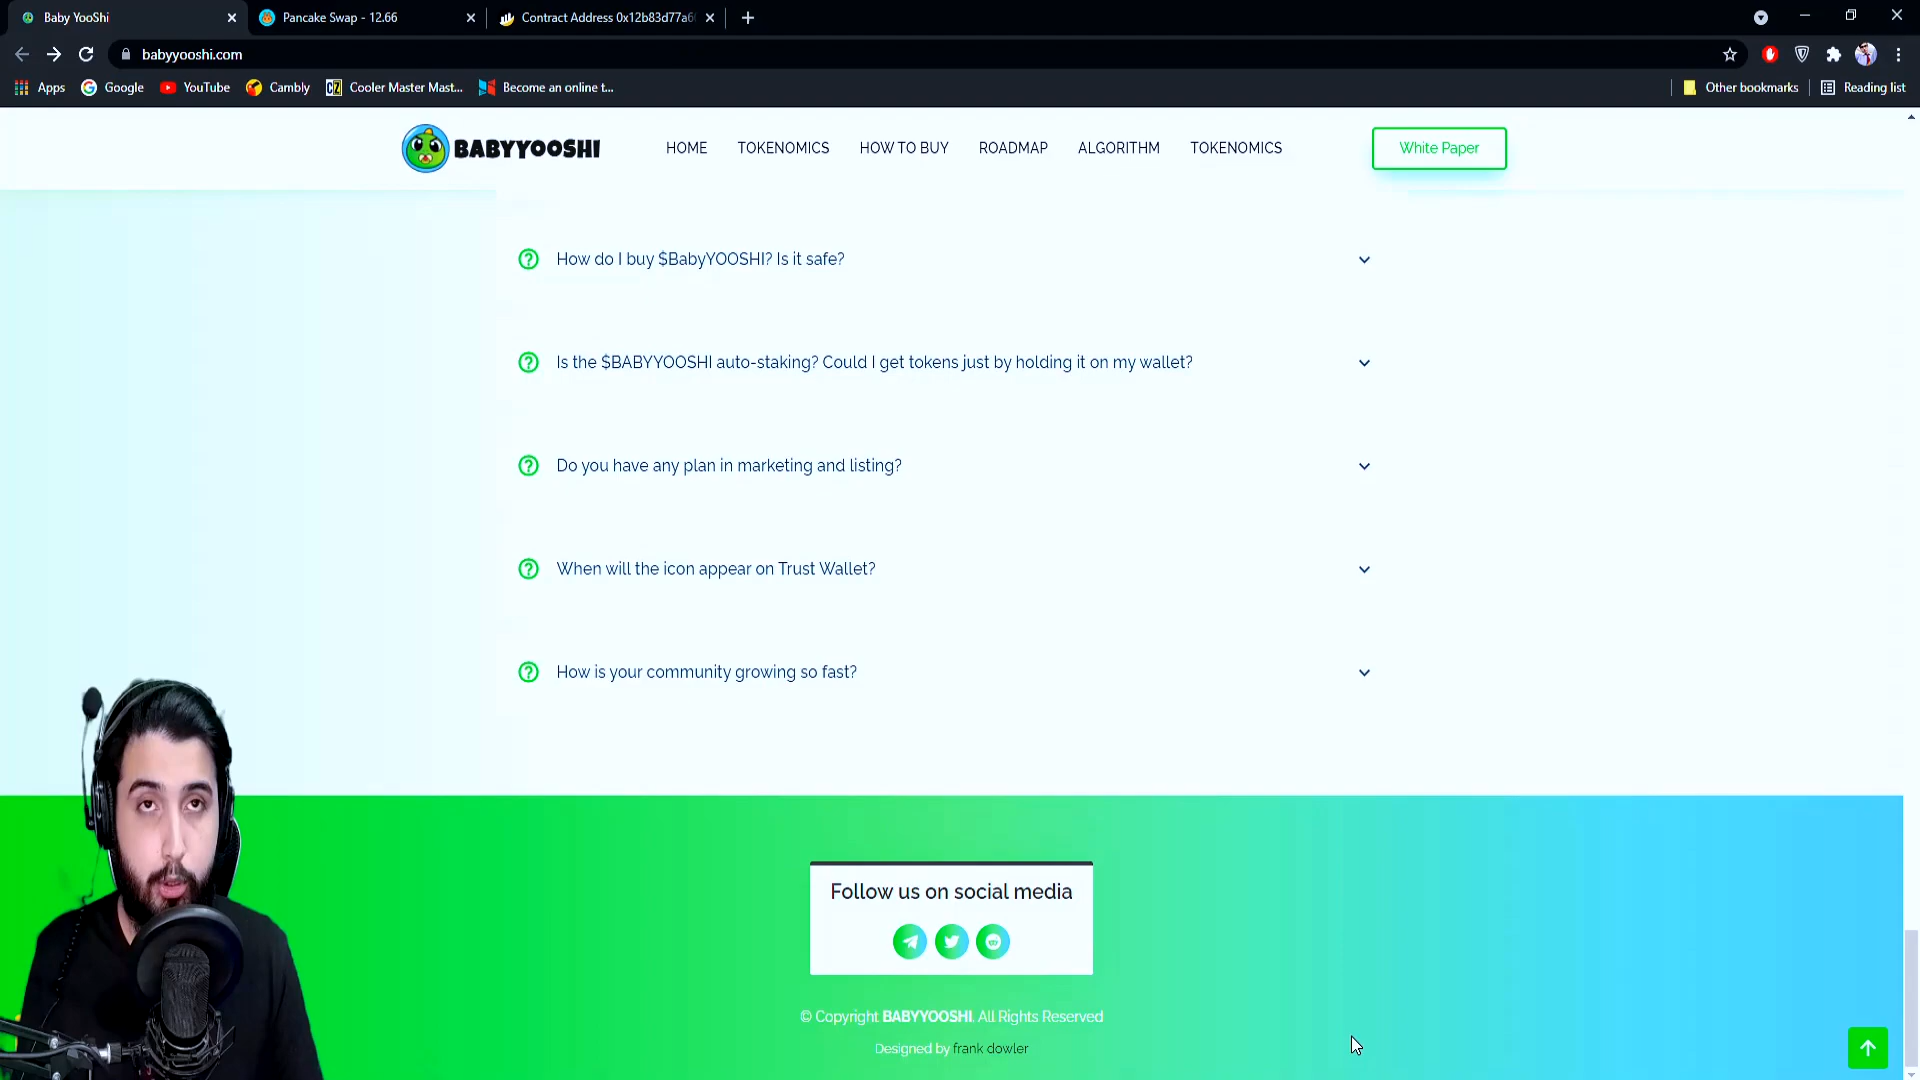 Baby YooShi
Pancake Swap - 12.66
Contract Address 0x12b83d77a6
babyyooshi.com
Apps
Google
YouTube
Cambly
Cooler Master Mast...
Become an online t...
Other bookmarks
Reading list
BABYYOOSHI
HOME
TOKENOMICS
HOW TO BUY
ROADMAP
ALGORITHM
TOKENOMICS
White Paper
How do I buy $BabyYOOSHI? Is it safe?
Is the $BABYYOOSHI auto-staking? Could I get tokens just by holding it on my wallet?
Do you have any plan in marketing and listing?
When will the icon appear on Trust Wallet?
How is your community growing so fast?
Follow us on social media
© Copyright BABYYOOSHI. All Rights Reserved
Designed by frank dowler